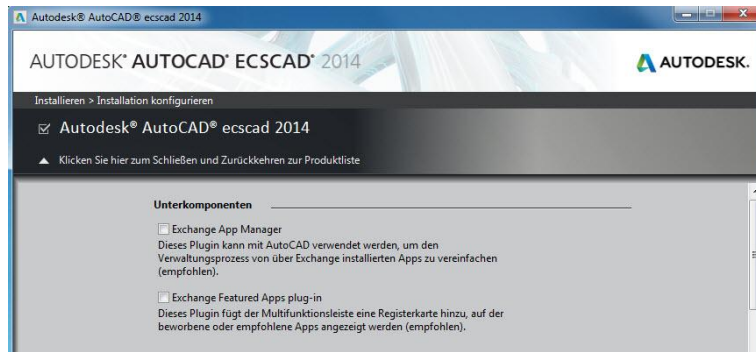 Autodesk® AutoCAD® ecscad 2014
AUTODESK® AUTOCAD® ECSCAD® 2014
AUTODESK.
Installieren > Installation konfigurieren
Autodesk® AutoCAD® ecscad 2014
Klicken Sie hier zum Schließen und Zurückkehren zur Produktliste
Unterkomponenten
Exchange App Manager
Dieses Plugin kann mit AutoCAD verwendet werden, um den
Verwaltungsprozess von über Exchange installierten Apps zu vereinfachen
(empfohlen).
Exchange Featured Apps plug-in
Dieses Plugin fügt der Multifunktionsleiste eine Registerkarte hinzu, auf der
beworbene oder empfohlene Apps angezeigt werden (empfohlen).